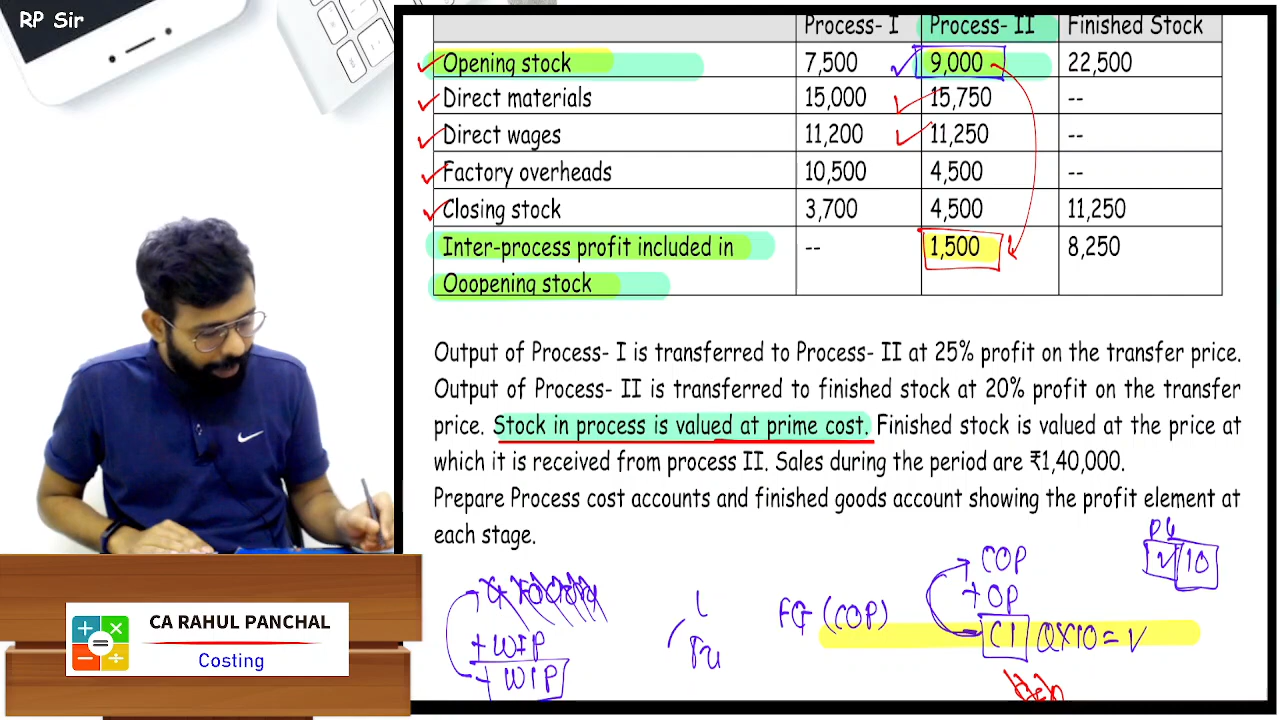 RP Sir
Process- I Process- II Finished Stock
Opening stock 7,500 9,000 22,500
Direct materials 15,000 15,750 --
Direct wages 11,200 11,250 --
Factory overheads 10,500 4,500 --
Closing stock 3,700 4,500 11,250
Inter-process profit included in -- 1,500 8,250
Ooopening stock
Output of Process- I is transferred to Process- II at 25% profit on the transfer price.
Output of Process- II is transferred to finished stock at 20% profit on the transfer
price. Stock in process is valued at prime cost. Finished stock is valued at the price at
which it is received from process II. Sales during the period are ₹1,40,000.
Prepare Process cost accounts and finished goods account showing the profit element at
each stage.
COP
10
+ OP
FG (COP)
Cl QX10 = V
+ WIP
- WIP
CA RAHUL PANCHAL
Costing